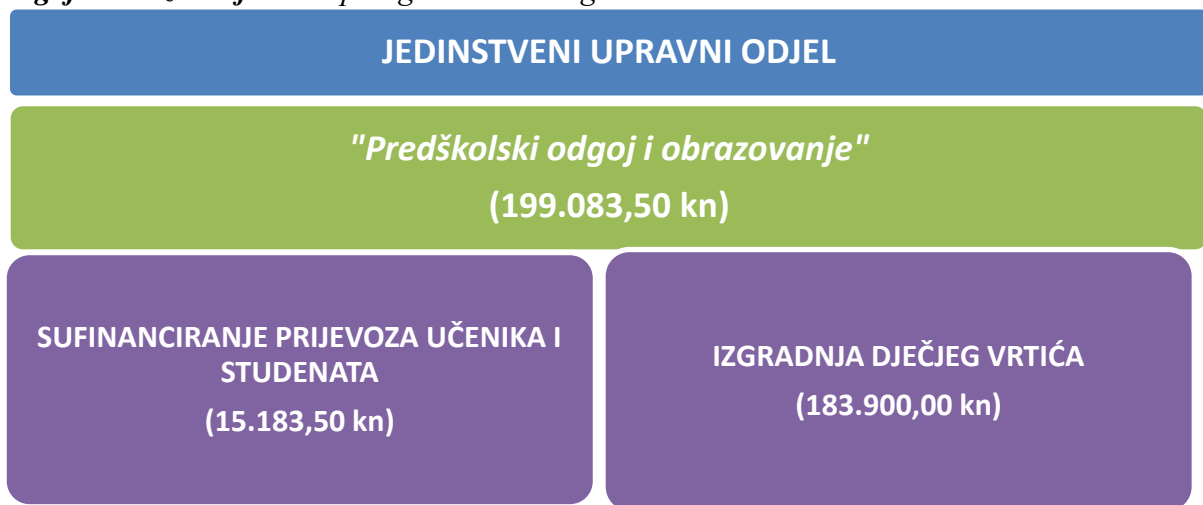 JEDINSTVENI UPRAVNI ODJEL
"Predškolski odgoj i obrazovanje"
(199.083,50 kn)
SUFINANCIRANJE PRIJEVOZA UČENIKA I
STUDENATA
(15.183,50 kn)
IZGRADNJA DJEČJEG VRTIĆA
(183.900,00 kn)